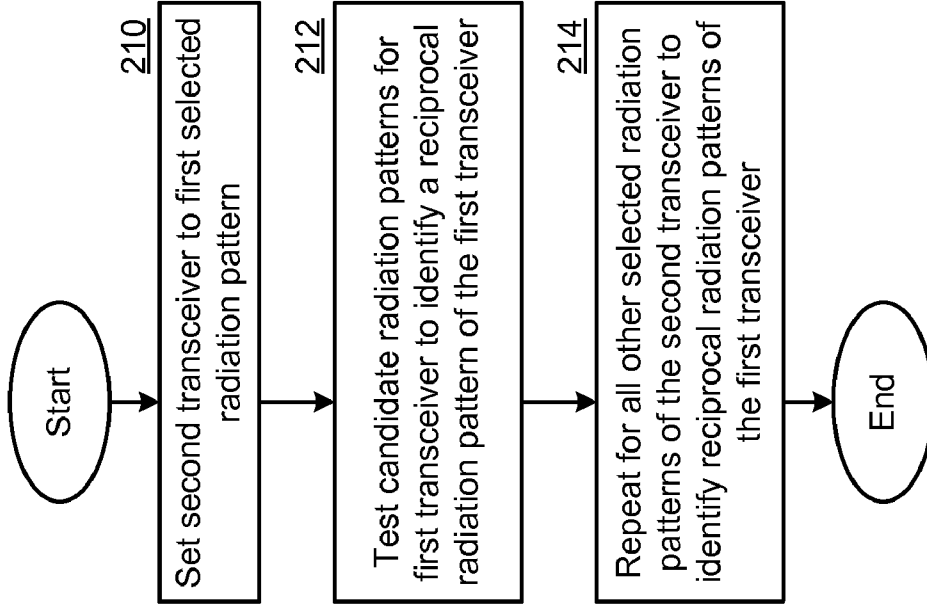 Start
210
Set second transceiver to first selected
radiation pattern
212
Test candidate radiation patterns for
first transceiver to identify a reciprocal
radiation pattern of the first transceiver
214
Repeat for all other selected radiation
patterns of the second transceiver to
identify reciprocal radiation patterns of
the first transceiver
End